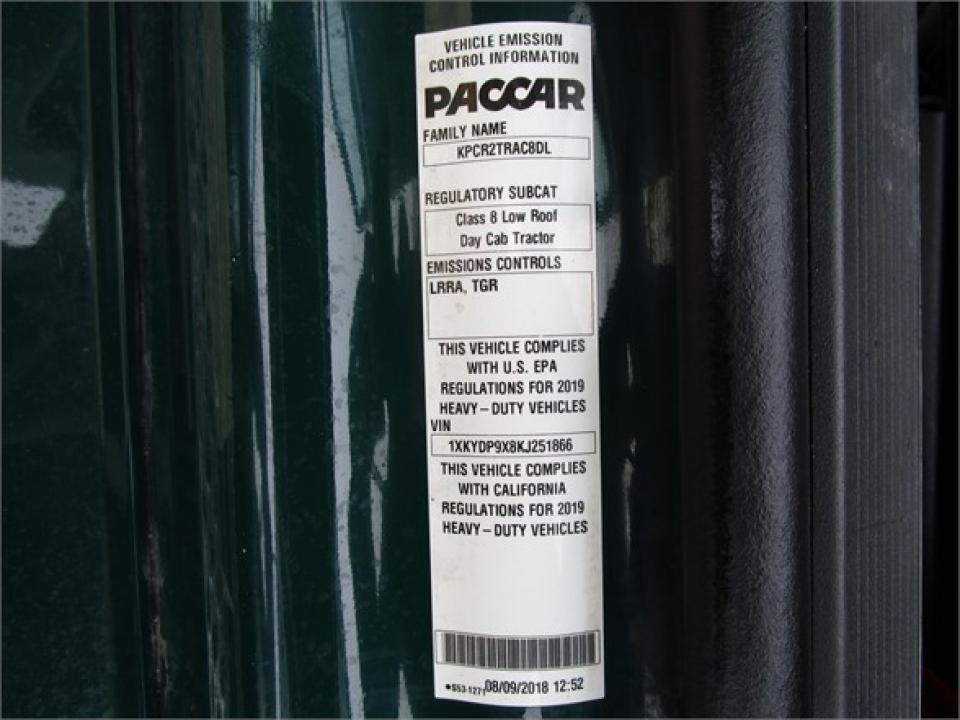 VEHICLE EMISSION
CONTROL INFORMATION
PACCAR
FAMILY NAME
KPCR2TRAC8DL
REGULATORY SUBCAT
Class 8 Low Roof
Day Cab Tractor
EMISSIONS CONTROLS
LRRA, TGR
THIS VEHICLE COMPLIES
WITH U.S. EPA
REGULATIONS FOR 2019
HEAVY-DUTY VEHICLES
VIN
1XKYDP9X8KJ251866
THIS VEHICLE COMPLIES
WITH CALIFORNIA
REGULATIONS FOR 2019
HEAVY-DUTY VEHICLES
08/09/2018 12:52